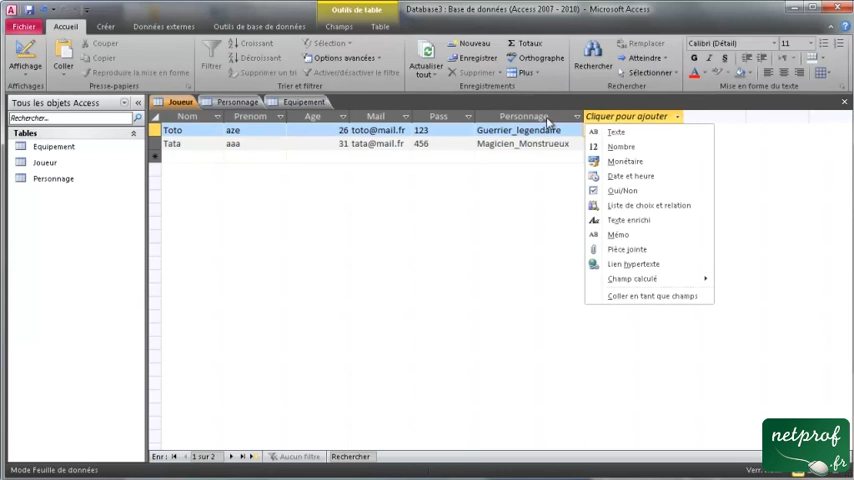 Outils de table
Database3 : Base de données (Access 2007 - 2010) - Microsoft Access
Fichier Accueil Créer Données externes Outils de base de données Champs Table
Affichage
Coller
Couper
Copier
Reproduire la mise en forme
Filtrer
Croissant
Décroissant
Supprimer un tri
Sélection
Options avancées
Activer/désactiver le filtre
Actualiser tout
Nouveau
Enregistrer
Supprimer
Totaux
Orthographe
Plus
Rechercher
Remplacer
Atteindre
Sélectionner
Calibri (Détail) 11
G I S
Affichages Presse-papiers Trier et filtrer Enregistrements Rechercher Mise en forme du texte
Tous les objets Access
Rechercher...
Tables
Equipement
Joueur
Personnage
Joueur Personnage Equipement
Nom Prenom Age Mail Pass Personnage Cliquer pour ajouter
Toto aze 26 toto@mail.fr 123 Guerrier_legendaire
Tata aaa 31 tata@mail.fr 456 Magicien_Monstrueux
AB Texte
12 Nombre
Monétaire
Date et heure
Oui/Non
Liste de choix et relation
Aa Texte enrichi
AB Mémo
Pièce jointe
Lien hypertexte
Champ calculé
Coller en tant que champs
Enr : 1 sur 2 Aucun filtre Rechercher
Mode Feuille de données
Verr.
netprof
.fr